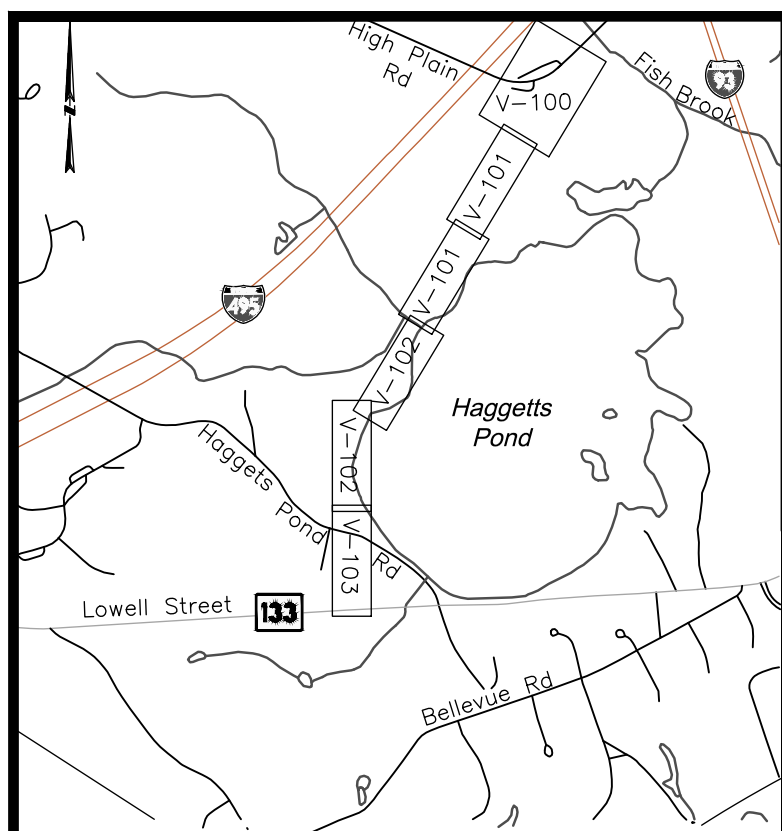 High Plain
Rd
Fish Brook
93
N
V-100
V-101
V-101
495
V-102
Haggetts
Pond
V-102
Haggets
Pond
Rd
V-103
Lowell Street
133
Bellevue Rd